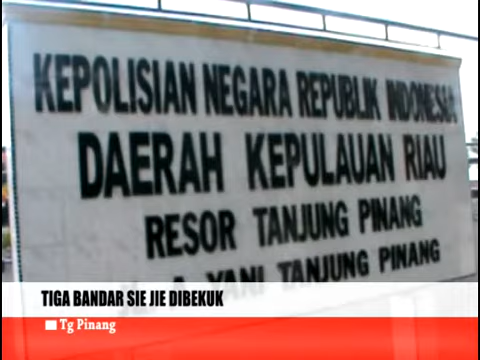 KEPOLISIAN NEGARA REPUBLIK INDONESIA
DAERAH KEPULAUAN RIAU
RESOR TANJUNG PINANG
A. YANI TANJUNG PINANG
TIGA BANDAR SIE JIE DIBEKUK
Tg Pinang